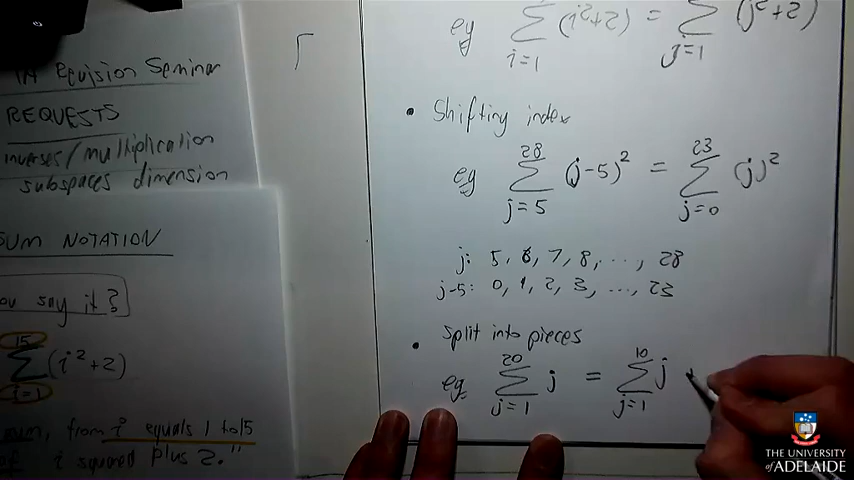 Revision Seminar
REQUESTS
inverses/multiplication
subspaces dimension
SUM NOTATION
say it?
15
∑ (i²+2)
i=1
from i equals 1 to 15
i squared plus 2."
eg ∑ (i²+2) = ∑ (j²+2)
i=1 j=1
• Shifting index
28 23
eg ∑ (j-5)² = ∑ (j)²
j=5 j=0
j: 5, 6, 7, 8, ..., 28
j-5: 0, 1, 2, 3, ..., 23
• Split into pieces
20 10
eg ∑ j = ∑ j
j=1 j=1
THE UNIVERSITY
of ADELAIDE